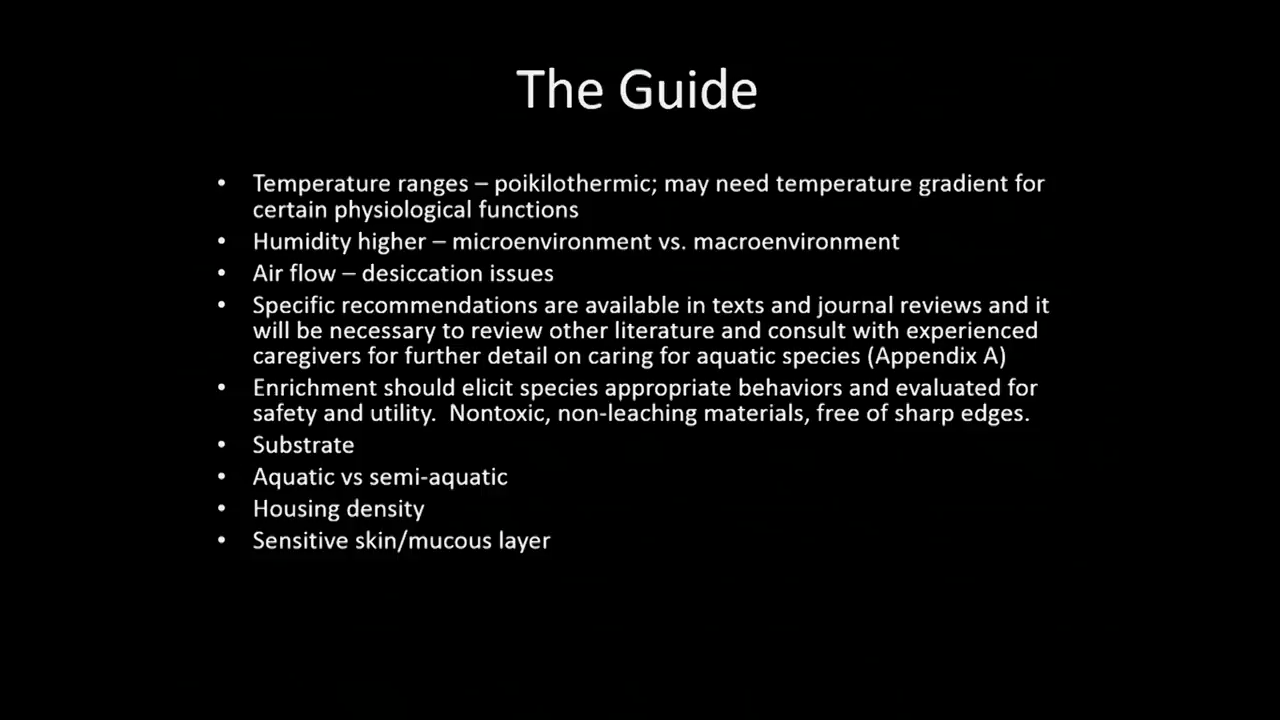 The Guide
• Temperature ranges – poikilothermic; may need temperature gradient for
certain physiological functions
• Humidity higher – microenvironment vs. macroenvironment
• Air flow – desiccation issues
• Specific recommendations are available in texts and journal reviews and it
will be necessary to review other literature and consult with experienced
caregivers for further detail on caring for aquatic species (Appendix A)
• Enrichment should elicit species appropriate behaviors and evaluated for
safety and utility.  Nontoxic, non-leaching materials, free of sharp edges.
• Substrate
• Aquatic vs semi-aquatic
• Housing density
• Sensitive skin/mucous layer